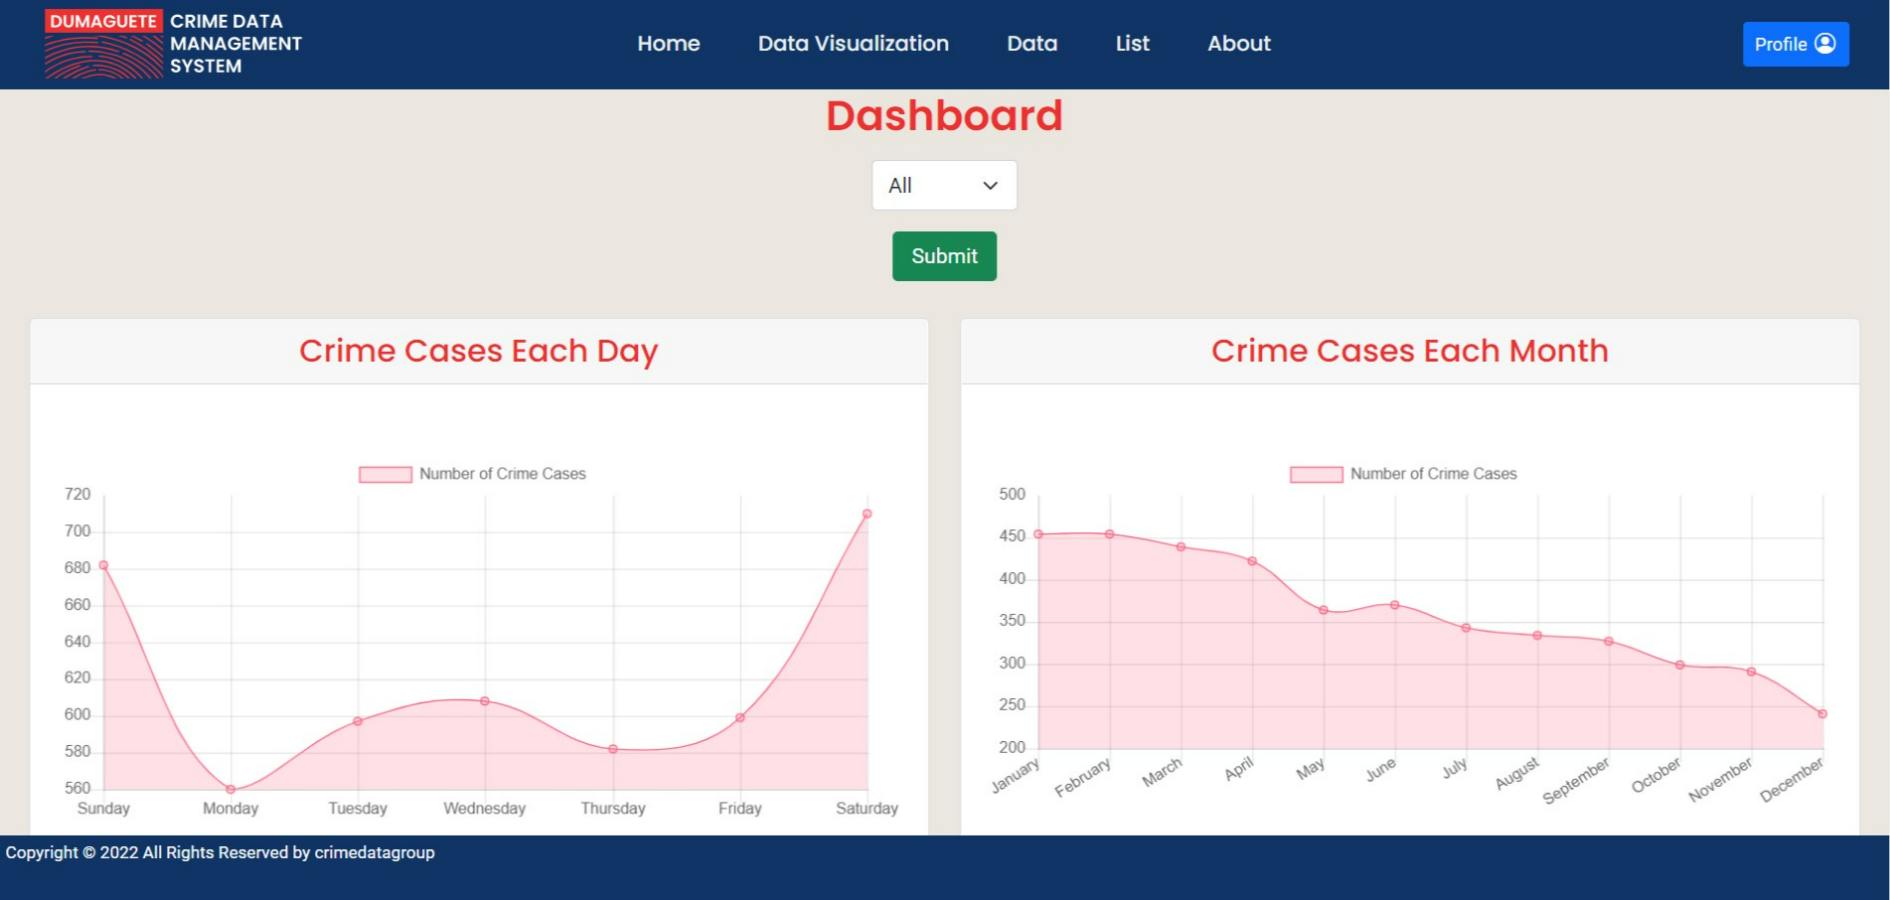 DUMAGUETE CRIME DATA
MANAGEMENT
SYSTEM
Home Data Visualization Data List About
Profile
Dashboard
All
Submit
Crime Cases Each Day
Number of Crime Cases
720
700
680
660
640
620
600
580
560
Sunday Monday Tuesday Wednesday Thursday Friday Saturday
Crime Cases Each Month
Number of Crime Cases
500
450
400
350
300
250
200
January February March April May June July August September October November December
Copyright © 2022 All Rights Reserved by crimedatagroup